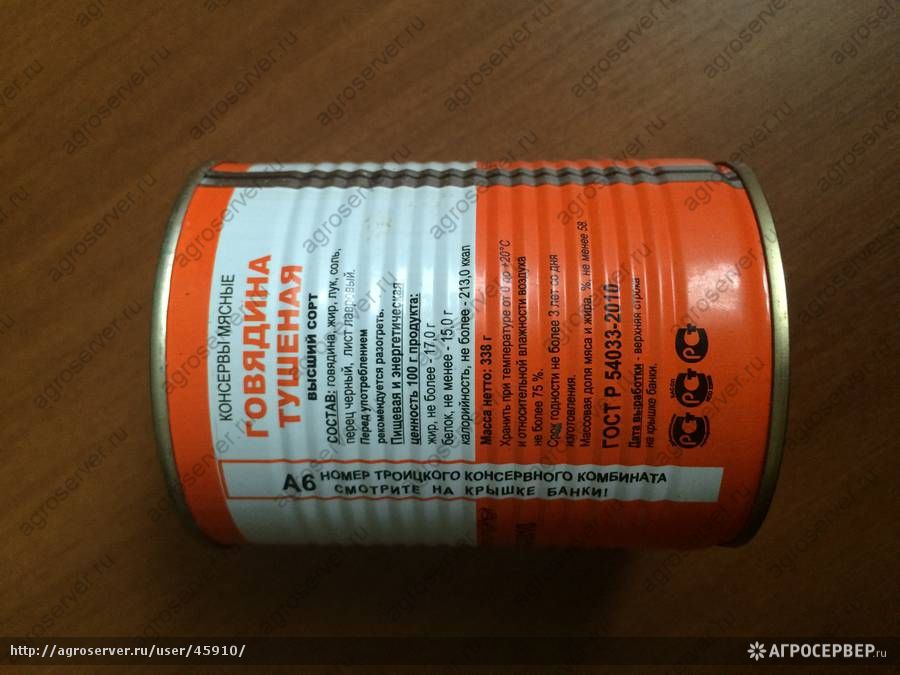 КОНСЕРВЫ МЯСНЫЕ
ГОВЯДИНА
ТУШЕНАЯ
ВЫСШИЙ СОРТ
СОСТАВ: говядина, жир, лук, соль,
перец черный, лист лавровый.
Перед употреблением
рекомендуется разогреть.
Пищевая и энергетическая
ценность 100 г продукта:
жир, не более - 17,0 г
белок, не менее - 15,0 г
калорийность, не более - 213,0 ккал
Масса нетто: 338 г
Хранить при температуре от 0 до +20°С
и относительной влажности воздуха
не более 75 %.
Срок годности не более 3 лет со дня
изготовления.
Массовая доля мяса и жира, %, не менее 58.
ГОСТ Р 54033-2010
Дата выработки - верхняя строка
на крышке банки.
А6 НОМЕР ТРОИЦКОГО КОНСЕРВНОГО КОМБИНАТА
СМОТРИТЕ НА КРЫШКЕ БАНКИ!
http://agroserver.ru/user/45910/
АГРОСЕРВЕР.ru
agroserver.ru